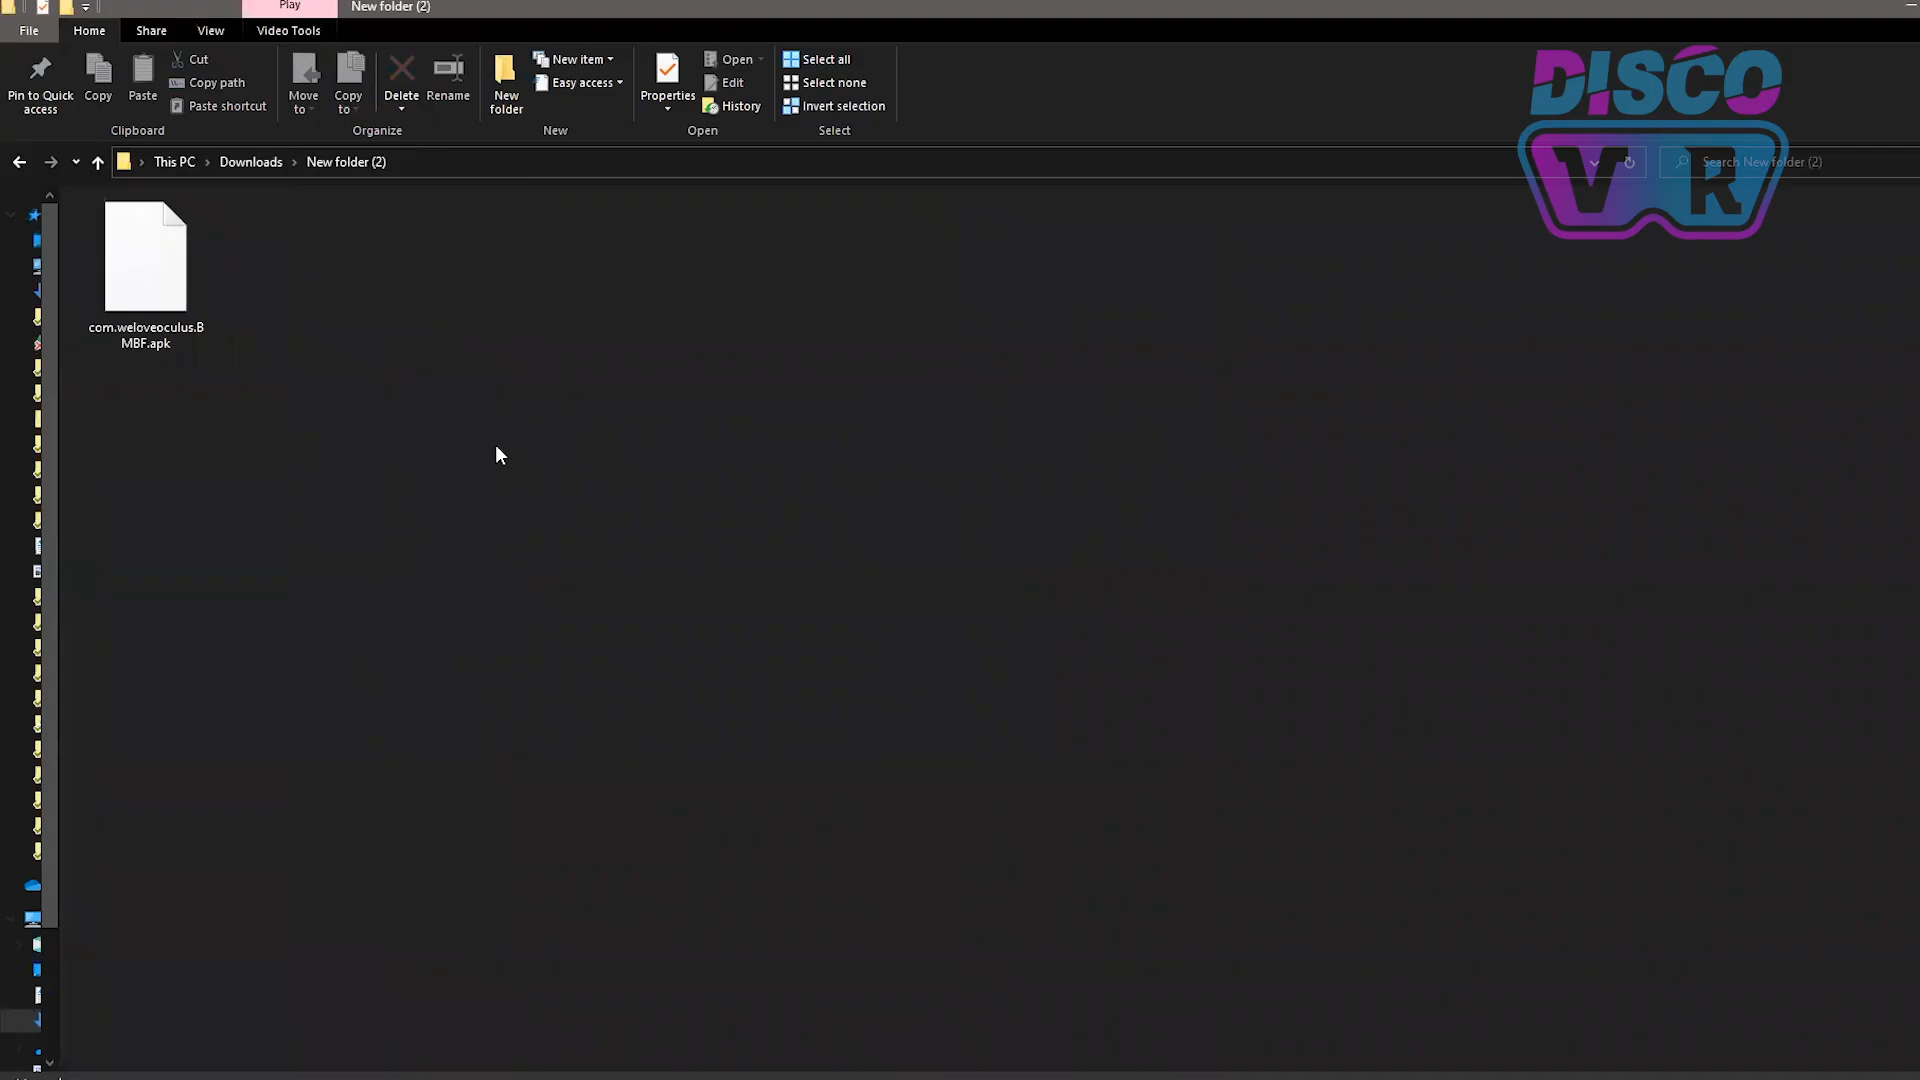 Play
New folder (2)
File
Home
Share
View
Video Tools
Pin to Quick
access
Copy
Paste
Cut
Copy path
Paste shortcut
Clipboard
Move
to
Copy
to
Delete
Rename
Organize
New
folder
New item
Easy access
New
Properties
Open
Edit
History
Open
Select all
Select none
Invert selection
Select
DISCO
VR
This PC
Downloads
New folder (2)
Search New folder (2)
com.weloveoculus.B
MBF.apk